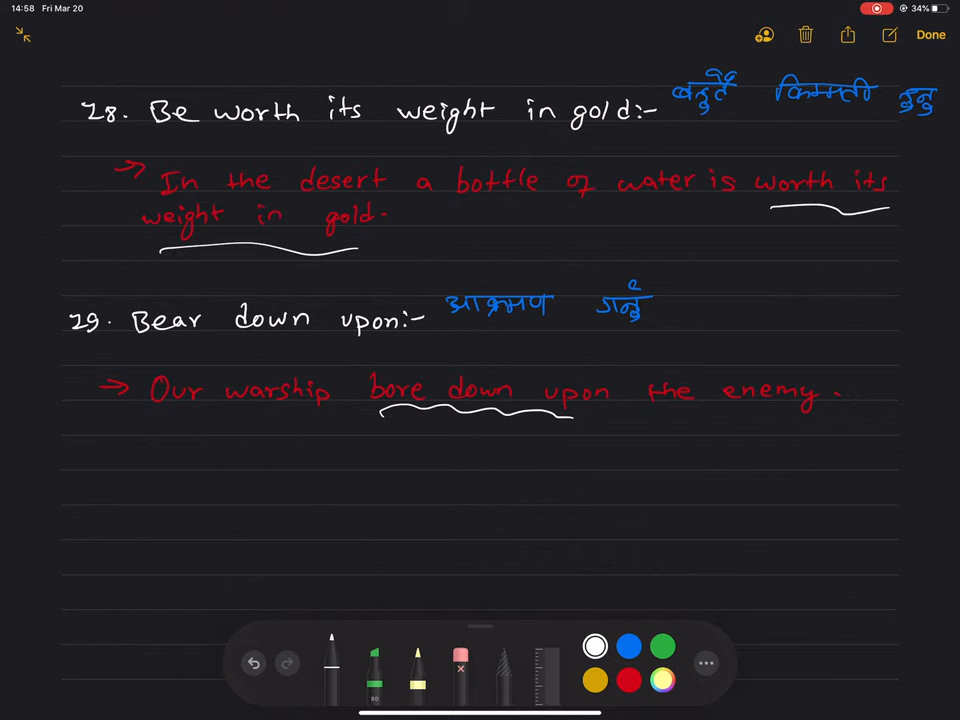 14:58 Fri Mar 20 34%
Done
28. Be worth its weight in gold:- किम्मती हुनु
→ In the desert a bottle of water is worth its
weight in gold.
29. Bear down upon:- आक्रमण गर्नु
→ Our warship bore down upon the enemy.
80